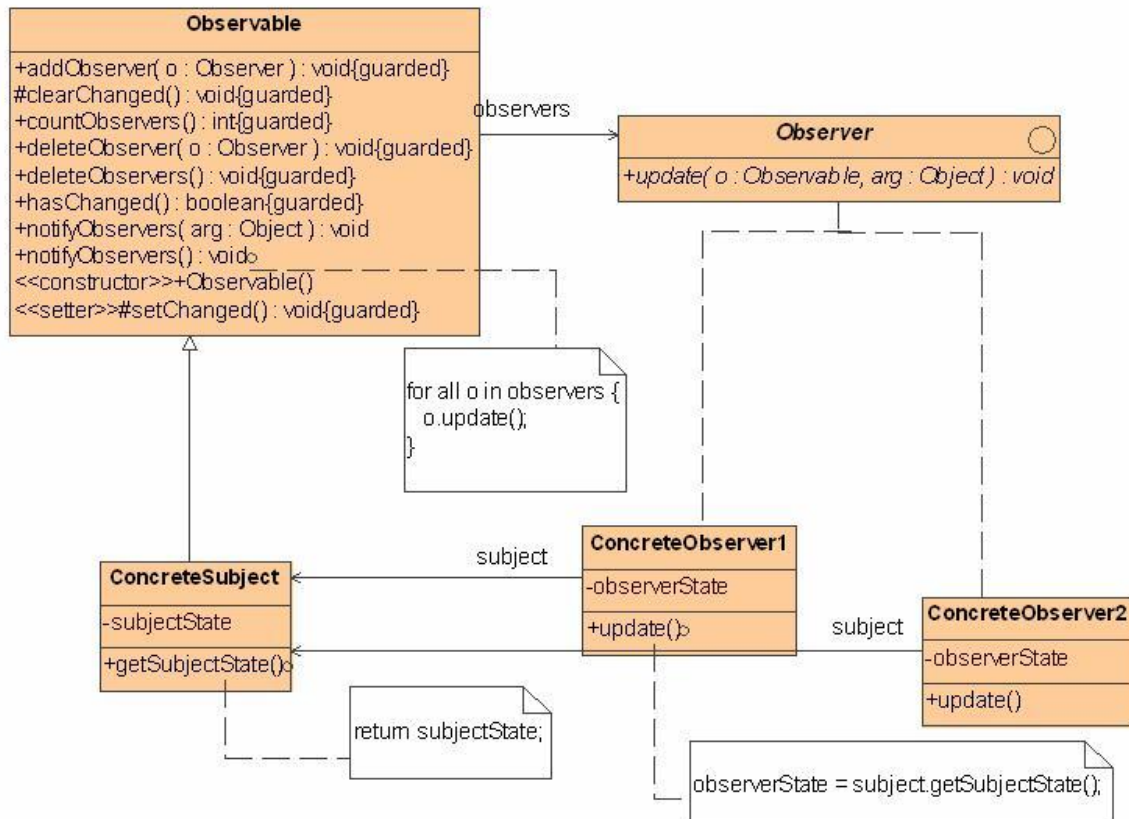 Observable
+addObserver( o : Observer ) : void{guarded}
#clearChanged() : void{guarded}
+countObservers() : int{guarded}
+deleteObserver( o : Observer ) : void{guarded}
+deleteObservers() : void{guarded}
+hasChanged() : boolean{guarded}
+notifyObservers( arg : Object ) : void
+notifyObservers() : void
<<constructor>>+Observable()
<<setter>>#setChanged() : void{guarded}
observers
Observer
+update( o : Observable, arg : Object ) : void
for all o in observers {
o.update();
}
subject
ConcreteObserver1
-observerState
+update()
ConcreteSubject
-subjectState
+getSubjectState()
subject
ConcreteObserver2
-observerState
+update()
return subjectState;
observerState = subject.getSubjectState();